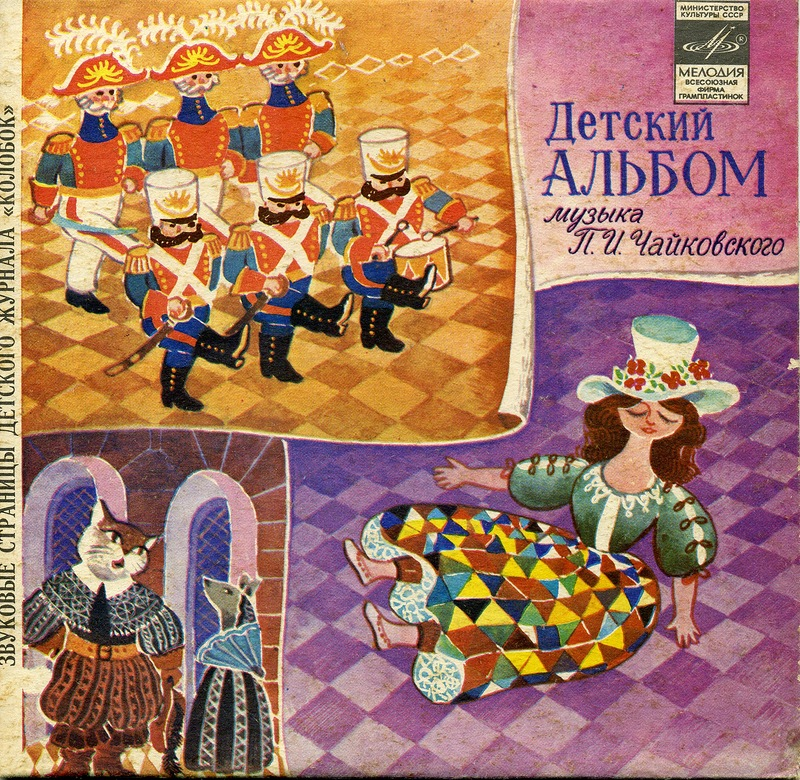 МИНИСТЕРСТВО
КУЛЬТУРЫ СССР
®
МЕЛОДИЯ
ВСЕСОЮЗНАЯ
ФИРМА
ГРАМПЛАСТИНОК
Детский
АЛЬБОМ
музыка
П. И. Чайковского
ЗВУКОВЫЕ СТРАНИЦЫ ДЕТСКОГО ЖУРНАЛА «КОЛОБОК»